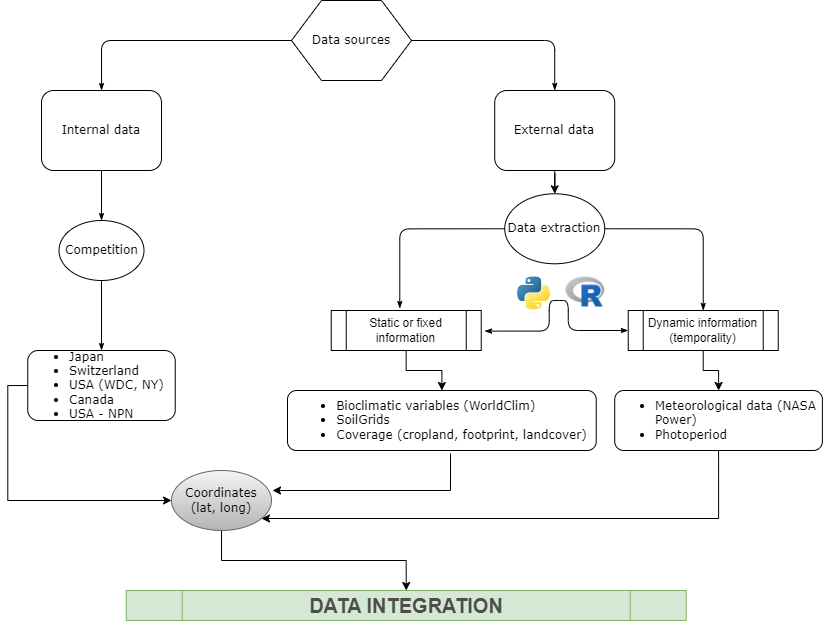 Data sources
Internal data
External data
Data extraction
Competition
R
Static or fixed
information
Dynamic information
(temporality)
• Japan
• Switzerland
• USA (WDC, NY)
• Canada
• USA - NPN
• Bioclimatic variables (WorldClim)
• SoilGrids
• Coverage (cropland, footprint, landcover)
• Meteorological data (NASA
Power)
• Photoperiod
Coordinates
(lat, long)
DATA INTEGRATION